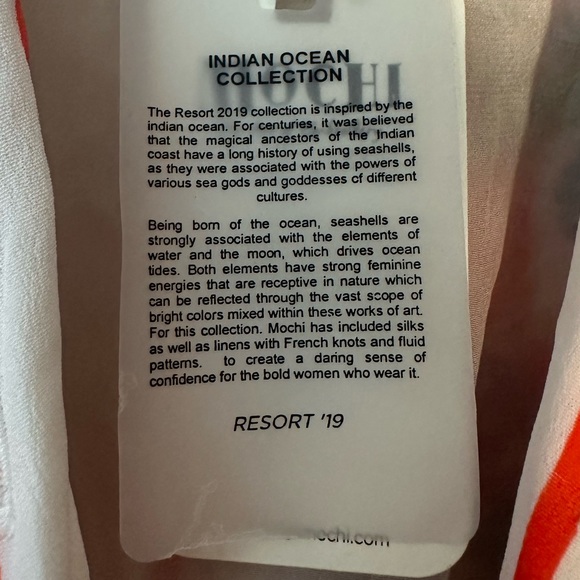 INDIAN OCEAN
COLLECTION
The Resort 2019 collection is inspired by the
indian ocean. For centuries, it was believed
that the magical ancestors of the Indian
coast have a long history of using seashells,
as they were associated with the powers of
various sea gods and goddesses of different
cultures.
Being born of the ocean, seashells are
strongly associated with the elements of
water and the moon, which drives ocean
tides. Both elements have strong feminine
energies that are receptive in nature which
can be reflected through the vast scope of
bright colors mixed within these works of art.
For this collection. Mochi has included silks
as well as linens with French knots and fluid
patterns. to create a daring sense of
confidence for the bold women who wear it.
RESORT '19